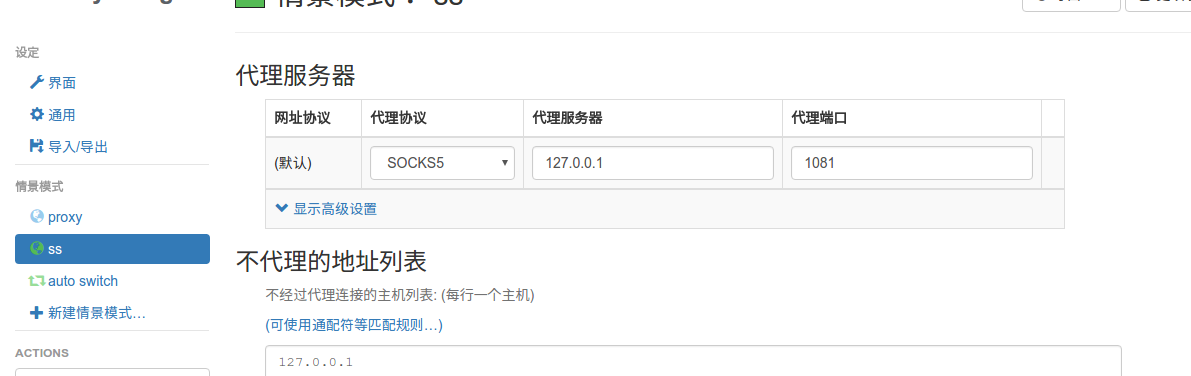 情景模式： ss
设定
界面
通用
导入/导出
情景模式
proxy
ss
auto switch
新建情景模式…
ACTIONS
代理服务器
网址协议 代理协议 代理服务器 代理端口
(默认) SOCKS5 127.0.0.1 1081
显示高级设置
不代理的地址列表
不经过代理连接的主机列表: (每行一个主机)
(可使用通配符等匹配规则…)
127.0.0.1